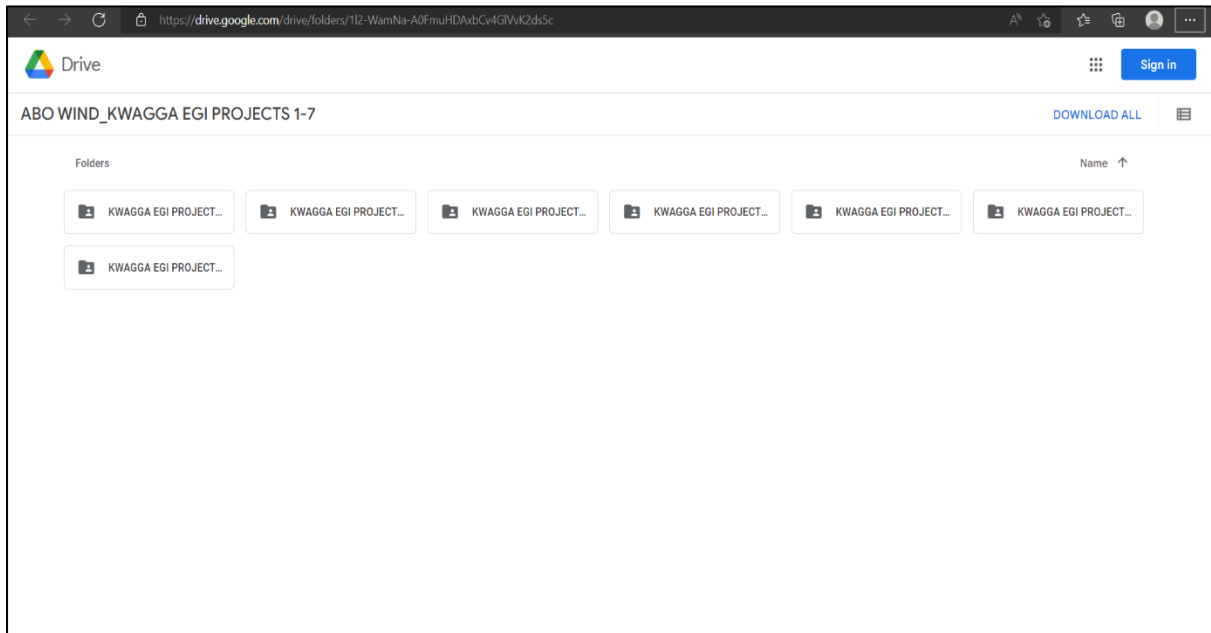 https://drive.google.com/drive/folders/1l2-WamNa-A0FmuHDAxbCv4GlVvK2ds5c
Drive
Sign in
ABO WIND_KWAGGA EGI PROJECTS 1-7
DOWNLOAD ALL
Folders
Name
KWAGGA EGI PROJECT... KWAGGA EGI PROJECT... KWAGGA EGI PROJECT... KWAGGA EGI PROJECT... KWAGGA EGI PROJECT... KWAGGA EGI PROJECT...
KWAGGA EGI PROJECT...